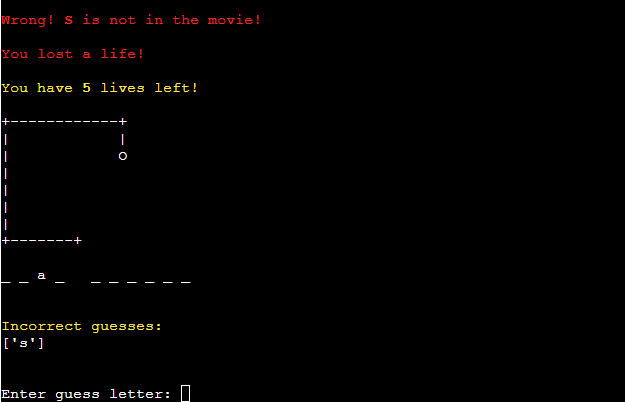 Wrong! S is not in the movie!
You lost a life!
You have 5 lives left!
+------------+
|            |
|            O
|
|
|
|
+-------+
_ _ a _   _ _ _ _ _ _
Incorrect guesses:
['s']
Enter guess letter: